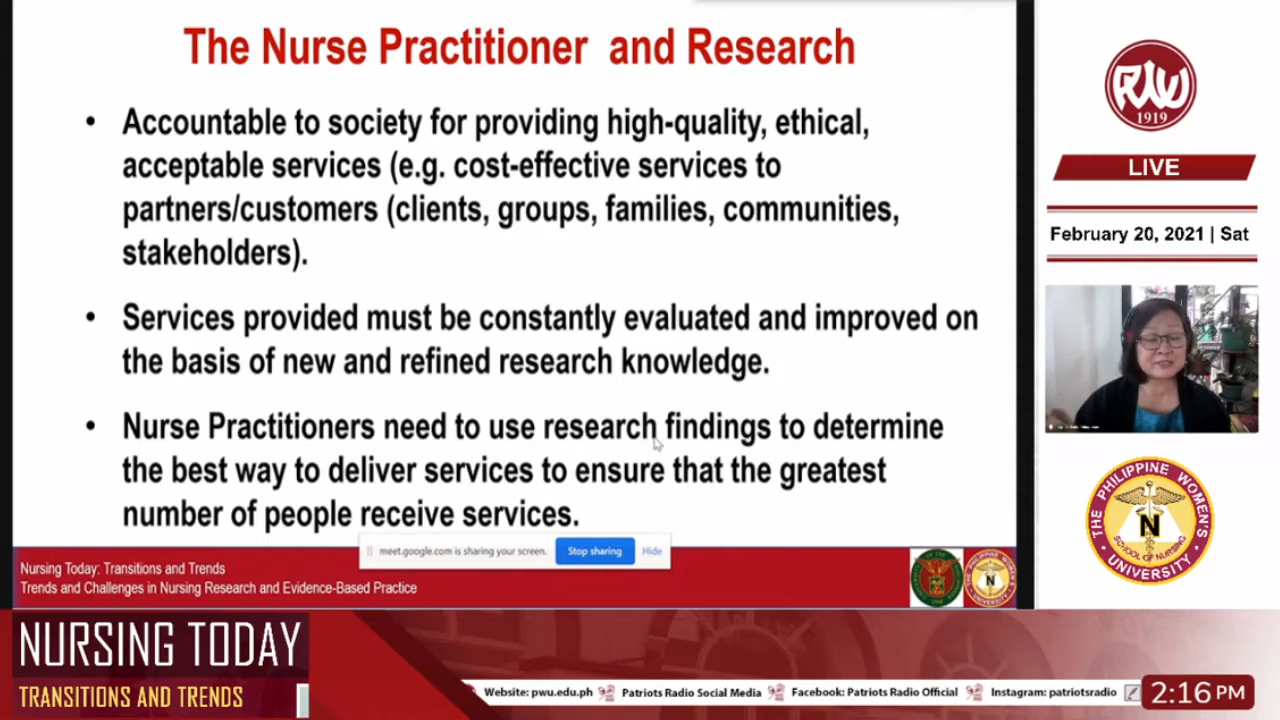 The Nurse Practitioner and Research
• Accountable to society for providing high-quality, ethical,
acceptable services (e.g. cost-effective services to
partners/customers (clients, groups, families, communities,
stakeholders).
• Services provided must be constantly evaluated and improved on
the basis of new and refined research knowledge.
• Nurse Practitioners need to use research findings to determine
the best way to deliver services to ensure that the greatest
number of people receive services.
meet.google.com is sharing your screen. Stop sharing Hide
Nursing Today: Transitions and Trends
Trends and Challenges in Nursing Research and Evidence-Based Practice
1919
LIVE
February 20, 2021 | Sat
THE PHILIPPINE WOMEN'S
N
SCHOOL OF NURSING
UNIVERSITY
NURSING TODAY
TRANSITIONS AND TRENDS
Website: pwu.edu.ph Patriots Radio Social Media Facebook: Patriots Radio Official Instagram: patriotsradio
2:16 PM